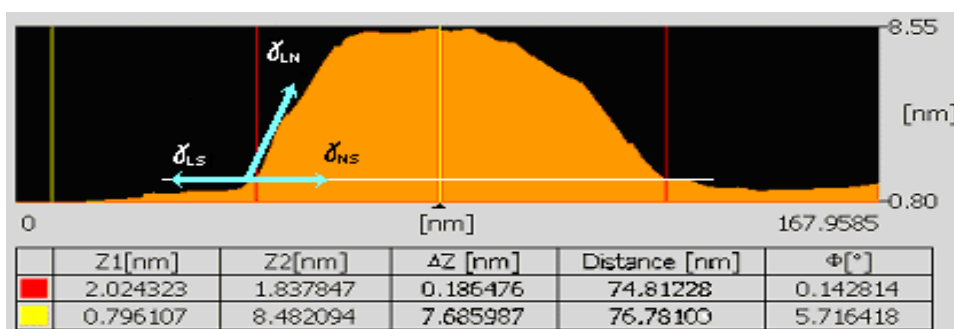 8.55
γLN
[nm]
γLS γNS
0.80
0 [nm] 167.9585
Z1[nm] Z2[nm] ΔZ [nm] Distance [nm] Φ[°]
2.024323 1.837847 0.186476 74.81228 0.142814
0.796107 8.482094 7.685987 76.78100 5.716418